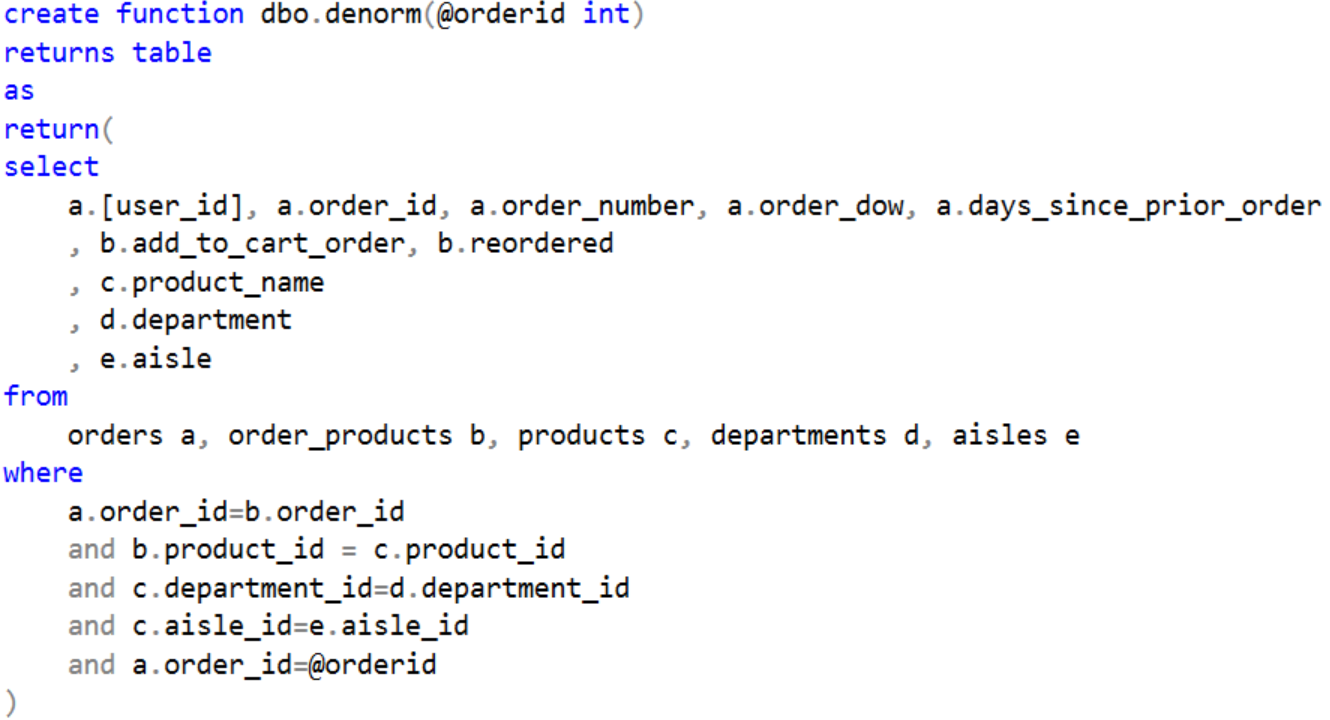 create function dbo.denorm(@orderid int)
returns table
as
return(
select
    a.[user_id], a.order_id, a.order_number, a.order_dow, a.days_since_prior_order
    , b.add_to_cart_order, b.reordered
    , c.product_name
    , d.department
    , e.aisle
from
    orders a, order_products b, products c, departments d, aisles e
where
    a.order_id=b.order_id
    and b.product_id = c.product_id
    and c.department_id=d.department_id
    and c.aisle_id=e.aisle_id
    and a.order_id=@orderid
)